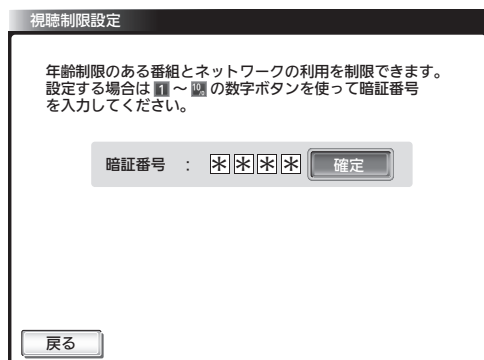 視聴制限設定
年齢制限のある番組とネットワークの利用を制限できます。
設定する場合は 1 ～ 10 の数字ボタンを使って暗証番号
を入力してください。
暗証番号 ： ＊＊＊＊ 確定
戻る